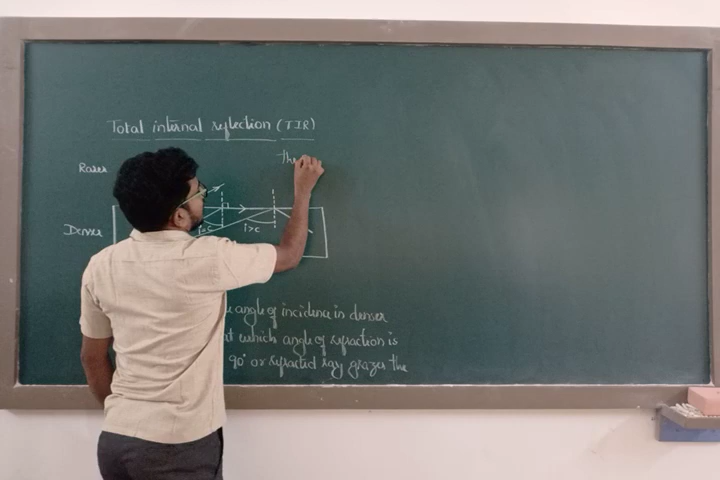 Total internal reflection (TIR)
the
Rarer
Denser
i=c
i>c
angle of incidence in denser
at which angle of refraction is
90° or refracted ray grazes the